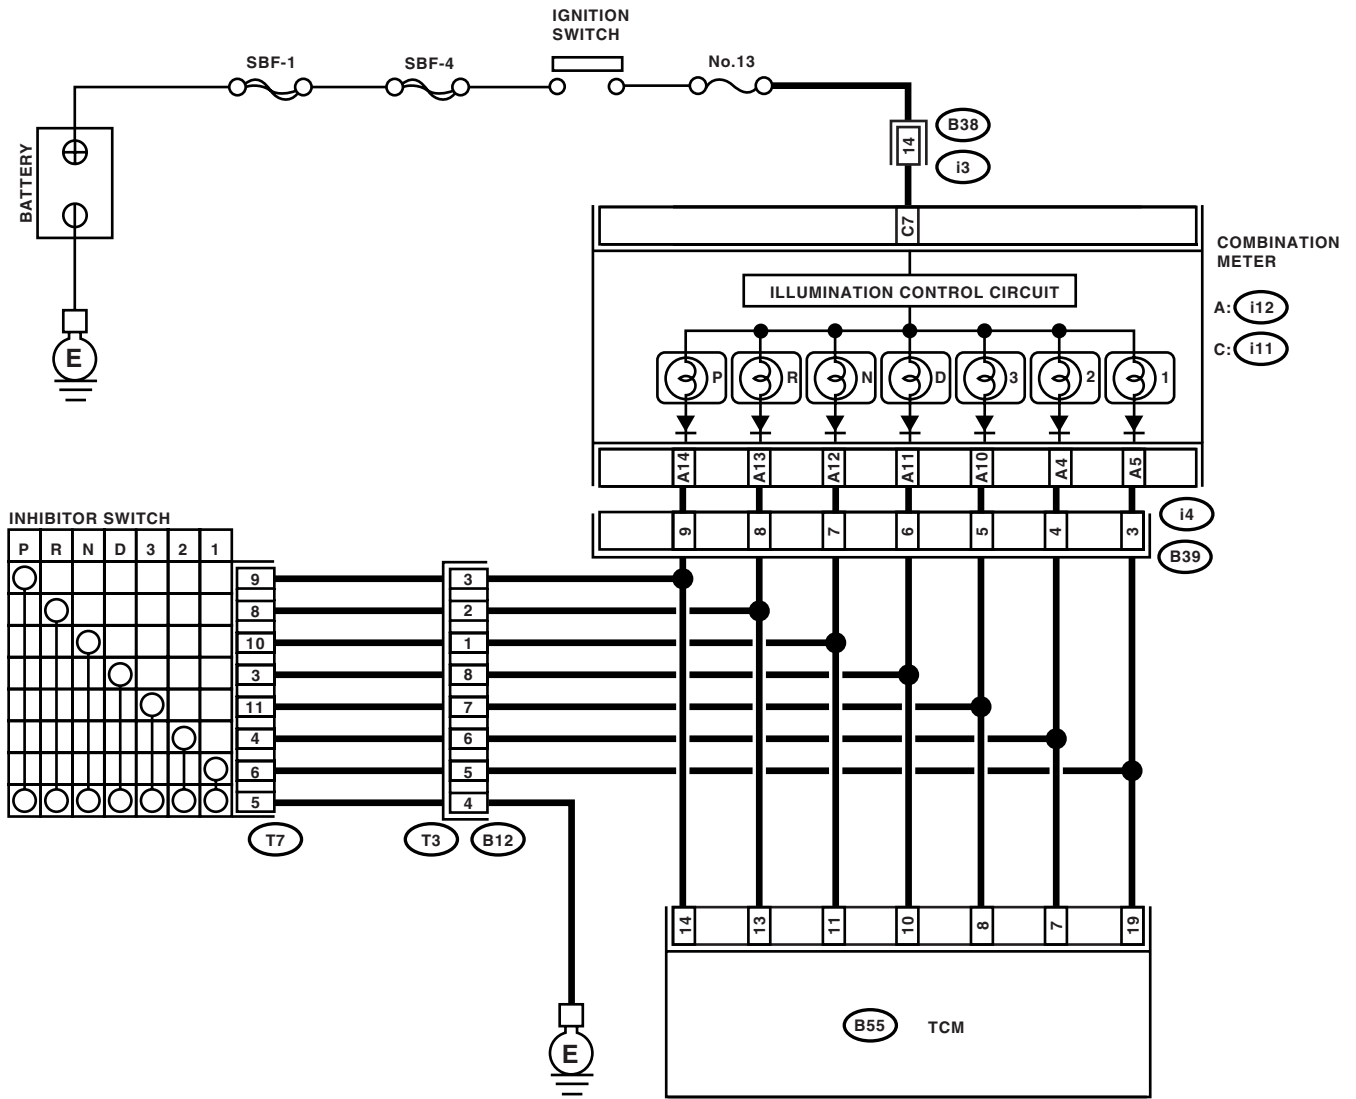 IGNITION
SWITCH
SBF-1
SBF-4
No.13
BATTERY
E
14
B38
i3
C7
COMBINATION
METER
A: i12
C: i11
ILLUMINATION CONTROL CIRCUIT
P R N D 3 2 1
A14 A13 A12 A11 A10 A4 A5
9 8 7 6 5 4 3
i4
B39
INHIBITOR SWITCH
P R N D 3 2 1
9 3
8 2
10 1
3 8
11 7
4 6
6 5
5 4
T7 T3 B12
E
14 13 11 10 8 7 19
B55 TCM